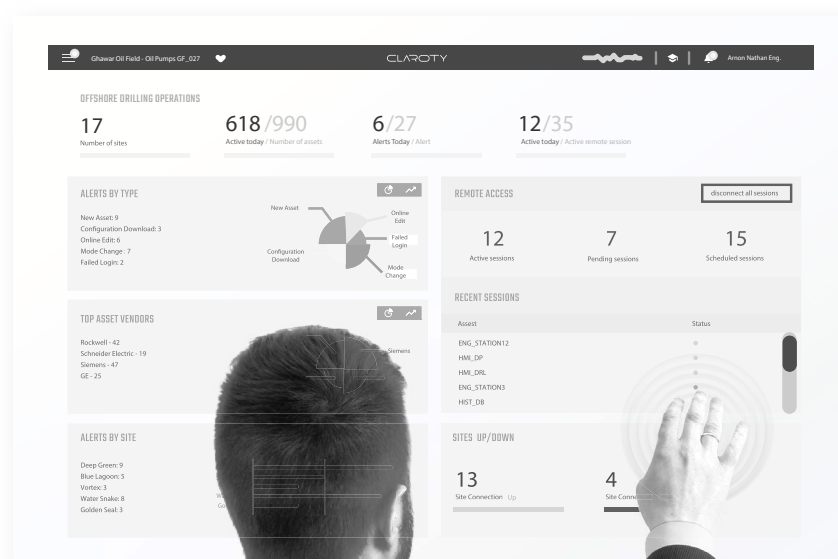 Ghawar Oil Field - Oil Pumps GF_027
CLAROTY
Arnon Nathan Eng.
OFFSHORE DRILLING OPERATIONS
17
Number of sites
618/990
Active today / Number of assets
6/27
Alerts Today / Alert
12/35
Active today / Active remote session
ALERTS BY TYPE
New Asset: 9
Configuration Download: 3
Online Edit: 6
Mode Change : 7
Failed Login: 2
New Asset
Online
Edit
Failed
Login
Configuration
Download
Mode
Change
REMOTE ACCESS
disconnect all sessions
12
Active sessions
7
Pending sessions
15
Scheduled sessions
RECENT SESSIONS
Assest
Status
ENG_STATION12
HMI_DP
HMI_DRL
ENG_STATION3
HIST_DB
TOP ASSET VENDORS
Rockwell - 42
Schneider Electric - 19
Siemens - 47
GE - 25
Siemens
ALERTS BY SITE
Deep Green: 9
Blue Lagoon: 5
Vortex: 3
Water Snake: 8
Golden Seal: 3
SITES UP/DOWN
13
Site Connection Up
4
Site